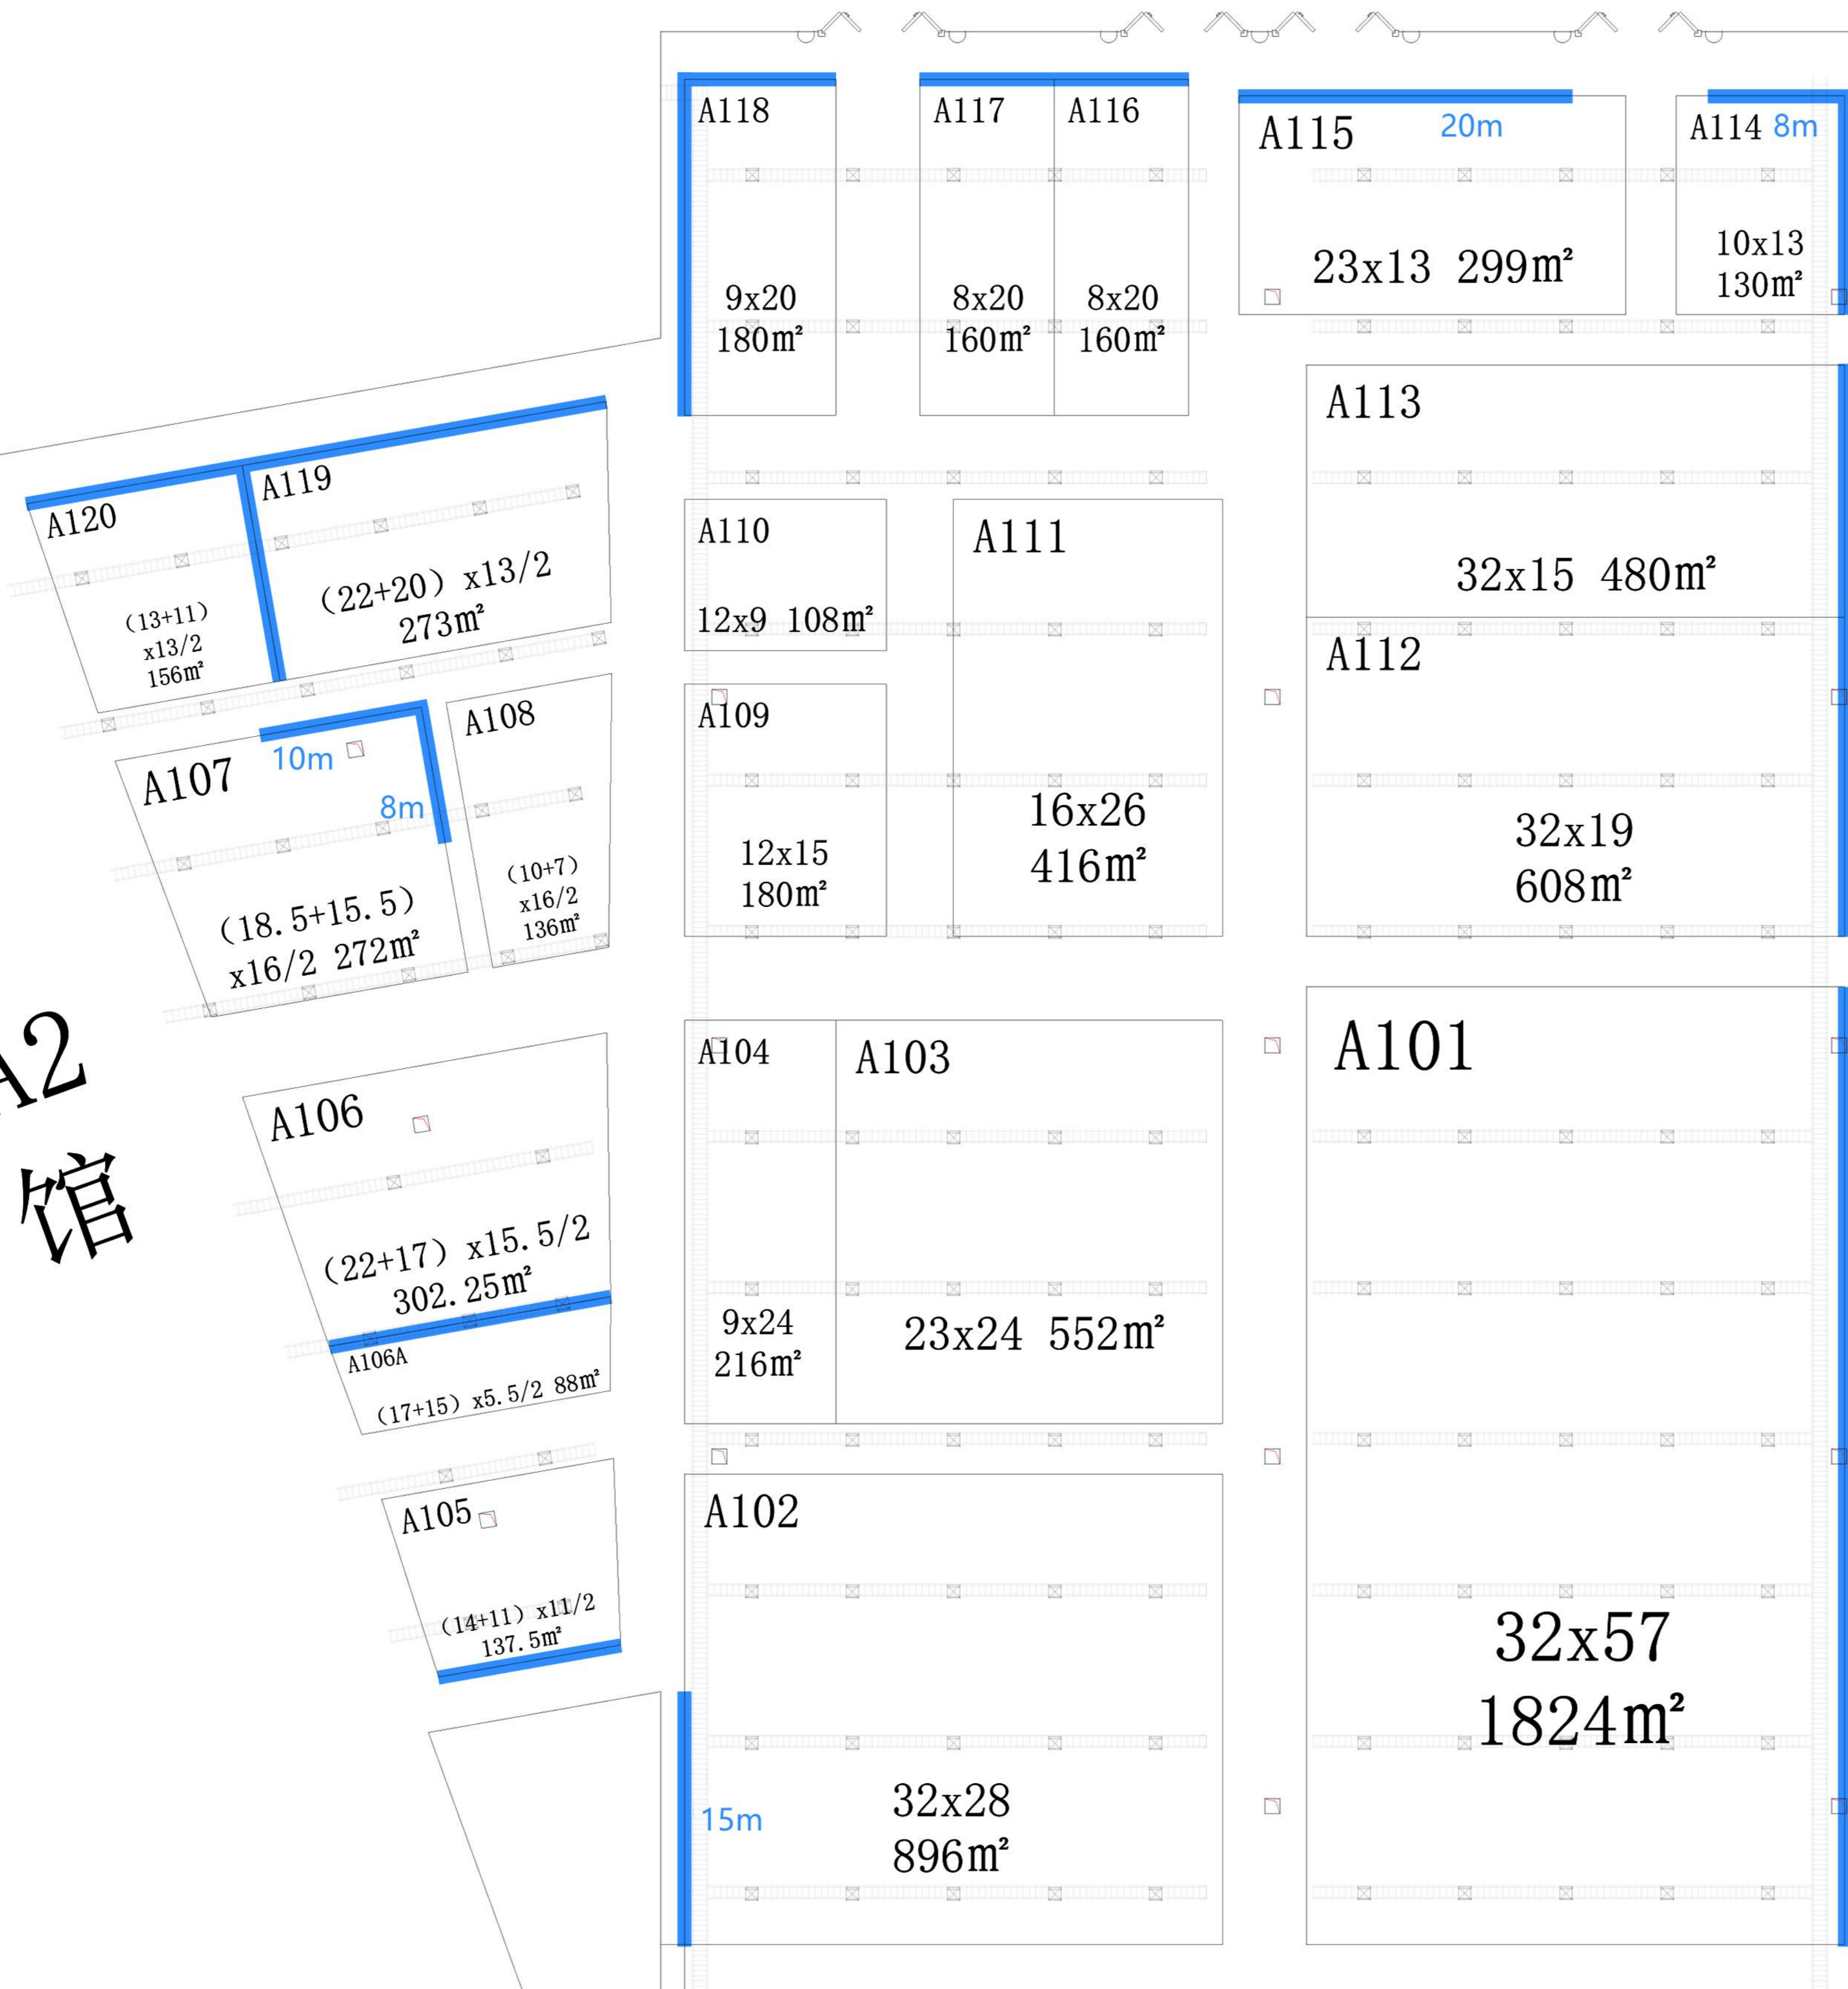 A118
9x20
180㎡
A117
8x20
160㎡
A116
8x20
160㎡
A115
20m
23x13 299㎡
A114
8m
10x13
130㎡
A113
32x15 480㎡
A112
32x19
608㎡
A120
(13+11)
x13/2
156㎡
A119
(22+20) x13/2
273㎡
A110
12x9 108㎡
A111
16x26
416㎡
A109
12x15
180㎡
A107
10m
8m
(18.5+15.5)
x16/2 272㎡
A108
(10+7)
x16/2
136㎡
A2
馆
A106
(22+17) x15.5/2
302.25㎡
A106A
(17+15) x5.5/2 88㎡
A105
(14+11) x11/2
137.5㎡
A104
9x24
216㎡
A103
23x24 552㎡
A102
15m
32x28
896㎡
A101
32x57
1824㎡